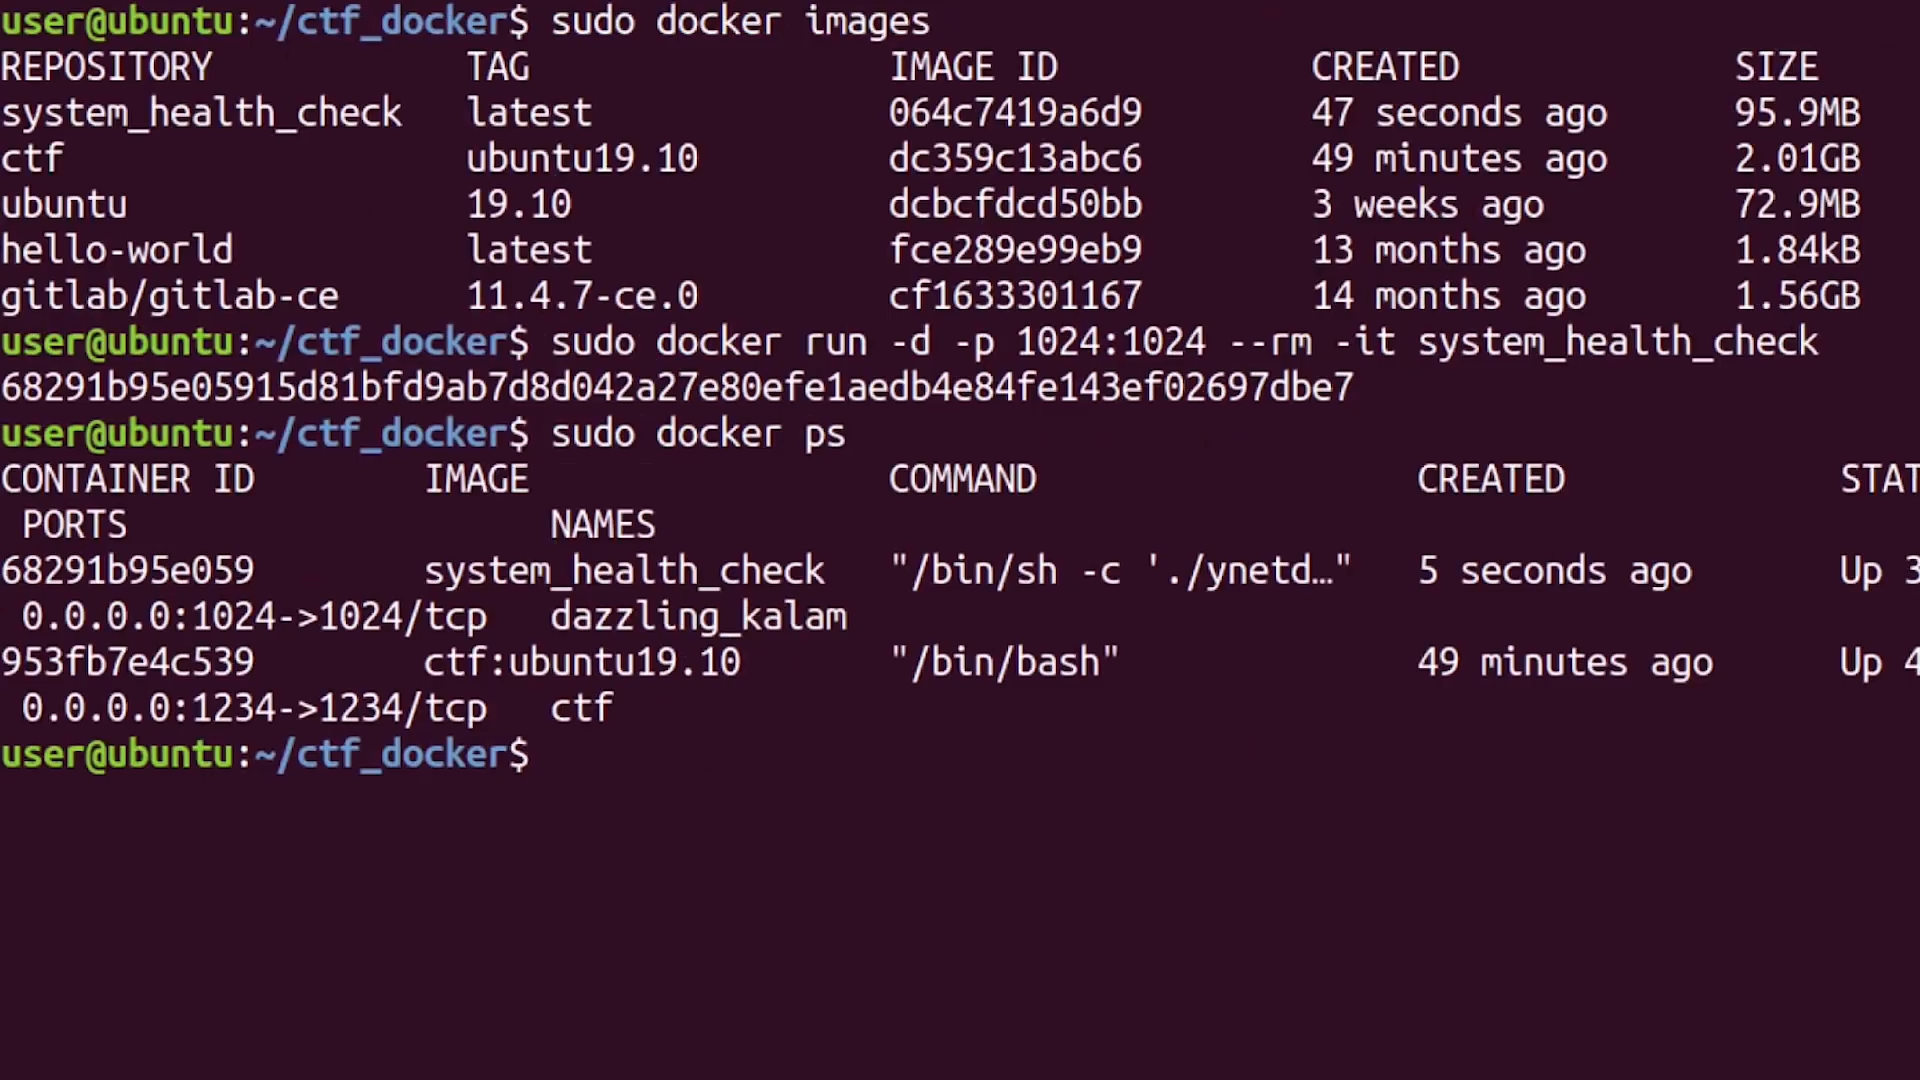 user@ubuntu:~/ctf_docker$ sudo docker images
REPOSITORY TAG IMAGE ID CREATED SIZE
system_health_check latest 064c7419a6d9 47 seconds ago 95.9MB
ctf ubuntu19.10 dc359c13abc6 49 minutes ago 2.01GB
ubuntu 19.10 dcbcfdcd50bb 3 weeks ago 72.9MB
hello-world latest fce289e99eb9 13 months ago 1.84kB
gitlab/gitlab-ce 11.4.7-ce.0 cf1633301167 14 months ago 1.56GB
user@ubuntu:~/ctf_docker$ sudo docker run -d -p 1024:1024 --rm -it system_health_check
68291b95e05915d81bfd9ab7d8d042a27e80efe1aedb4e84fe143ef02697dbe7
user@ubuntu:~/ctf_docker$ sudo docker ps
CONTAINER ID IMAGE COMMAND CREATED STAT
PORTS NAMES
68291b95e059 system_health_check "/bin/sh -c './ynetd…" 5 seconds ago Up 3
0.0.0.0:1024->1024/tcp dazzling_kalam
953fb7e4c539 ctf:ubuntu19.10 "/bin/bash" 49 minutes ago Up 4
0.0.0.0:1234->1234/tcp ctf
user@ubuntu:~/ctf_docker$